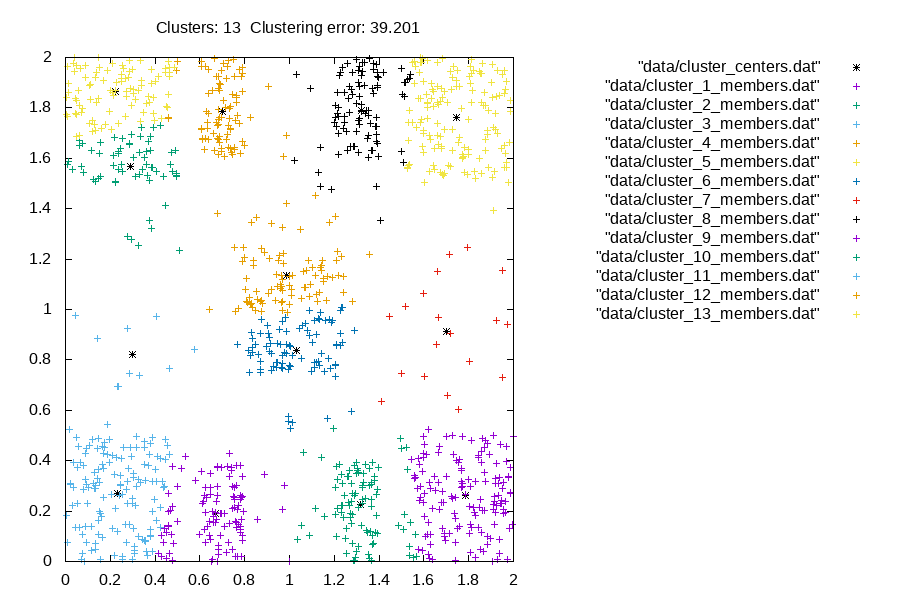 Clusters: 13  Clustering error: 39.201
2
1.8
1.6
1.4
1.2
1
0.8
0.6
0.4
0.2
0
0 0.2 0.4 0.6 0.8 1 1.2 1.4 1.6 1.8 2
"data/cluster_centers.dat"
"data/cluster_1_members.dat"
"data/cluster_2_members.dat"
"data/cluster_3_members.dat"
"data/cluster_4_members.dat"
"data/cluster_5_members.dat"
"data/cluster_6_members.dat"
"data/cluster_7_members.dat"
"data/cluster_8_members.dat"
"data/cluster_9_members.dat"
"data/cluster_10_members.dat"
"data/cluster_11_members.dat"
"data/cluster_12_members.dat"
"data/cluster_13_members.dat"